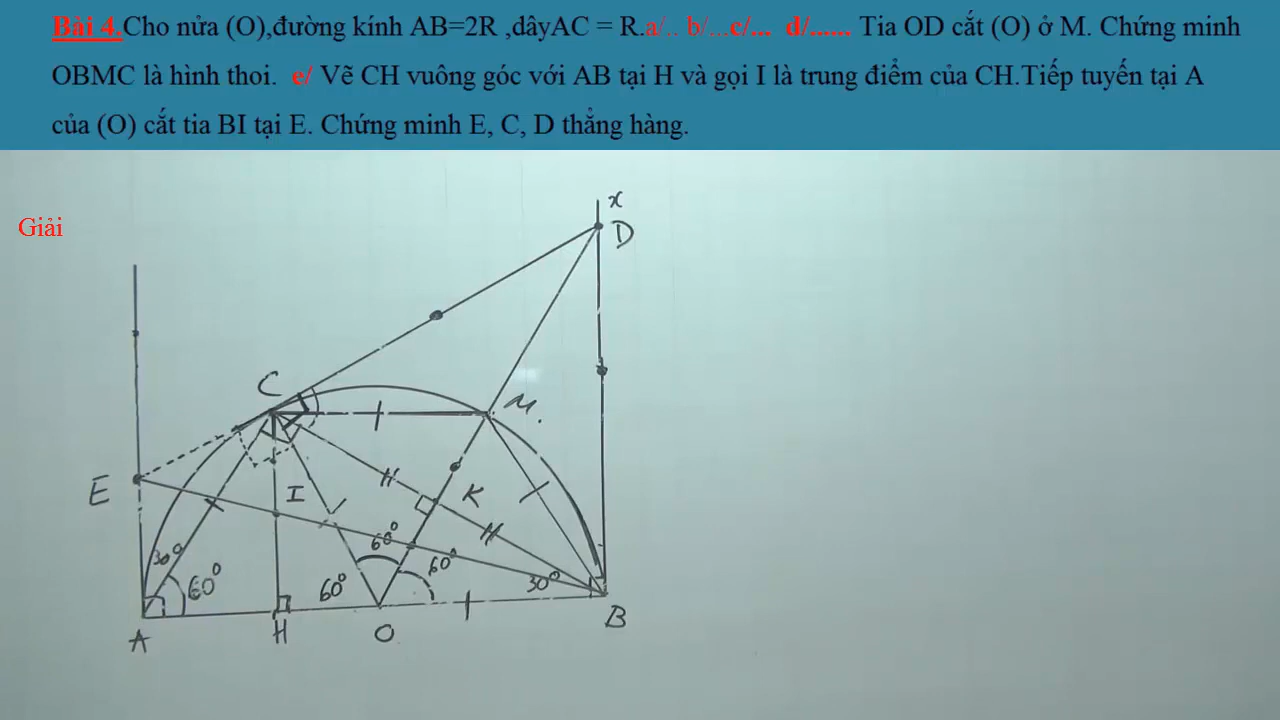 Bài 4.Cho nửa (O),đường kính AB=2R ,dâyAC = R.a/.. b/...c/... d/...... Tia OD cắt (O) ở M. Chứng minh
OBMC là hình thoi. e/ Vẽ CH vuông góc với AB tại H và gọi I là trung điểm của CH.Tiếp tuyến tại A
của (O) cắt tia BI tại E. Chứng minh E, C, D thẳng hàng.
Giải
x
D
C
M.
E
I
K
30°
60°
60°
60°
60°
30°
A
H
O
B